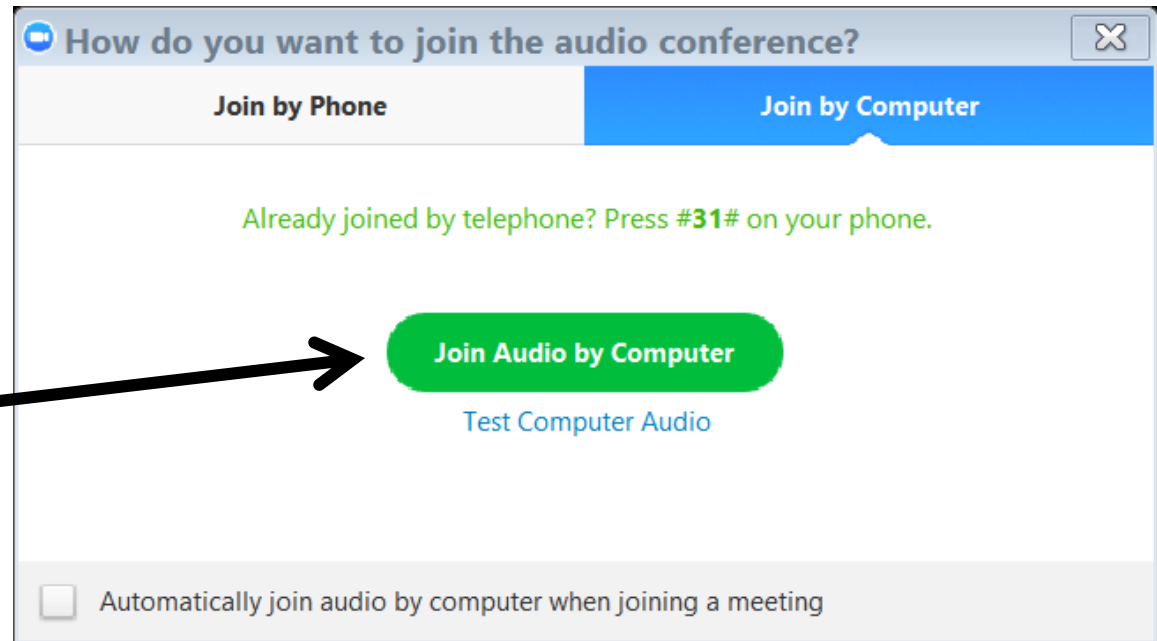 How do you want to join the audio conference?
Join by Phone
Join by Computer
Already joined by telephone? Press #31# on your phone.
Join Audio by Computer
Test Computer Audio
Automatically join audio by computer when joining a meeting